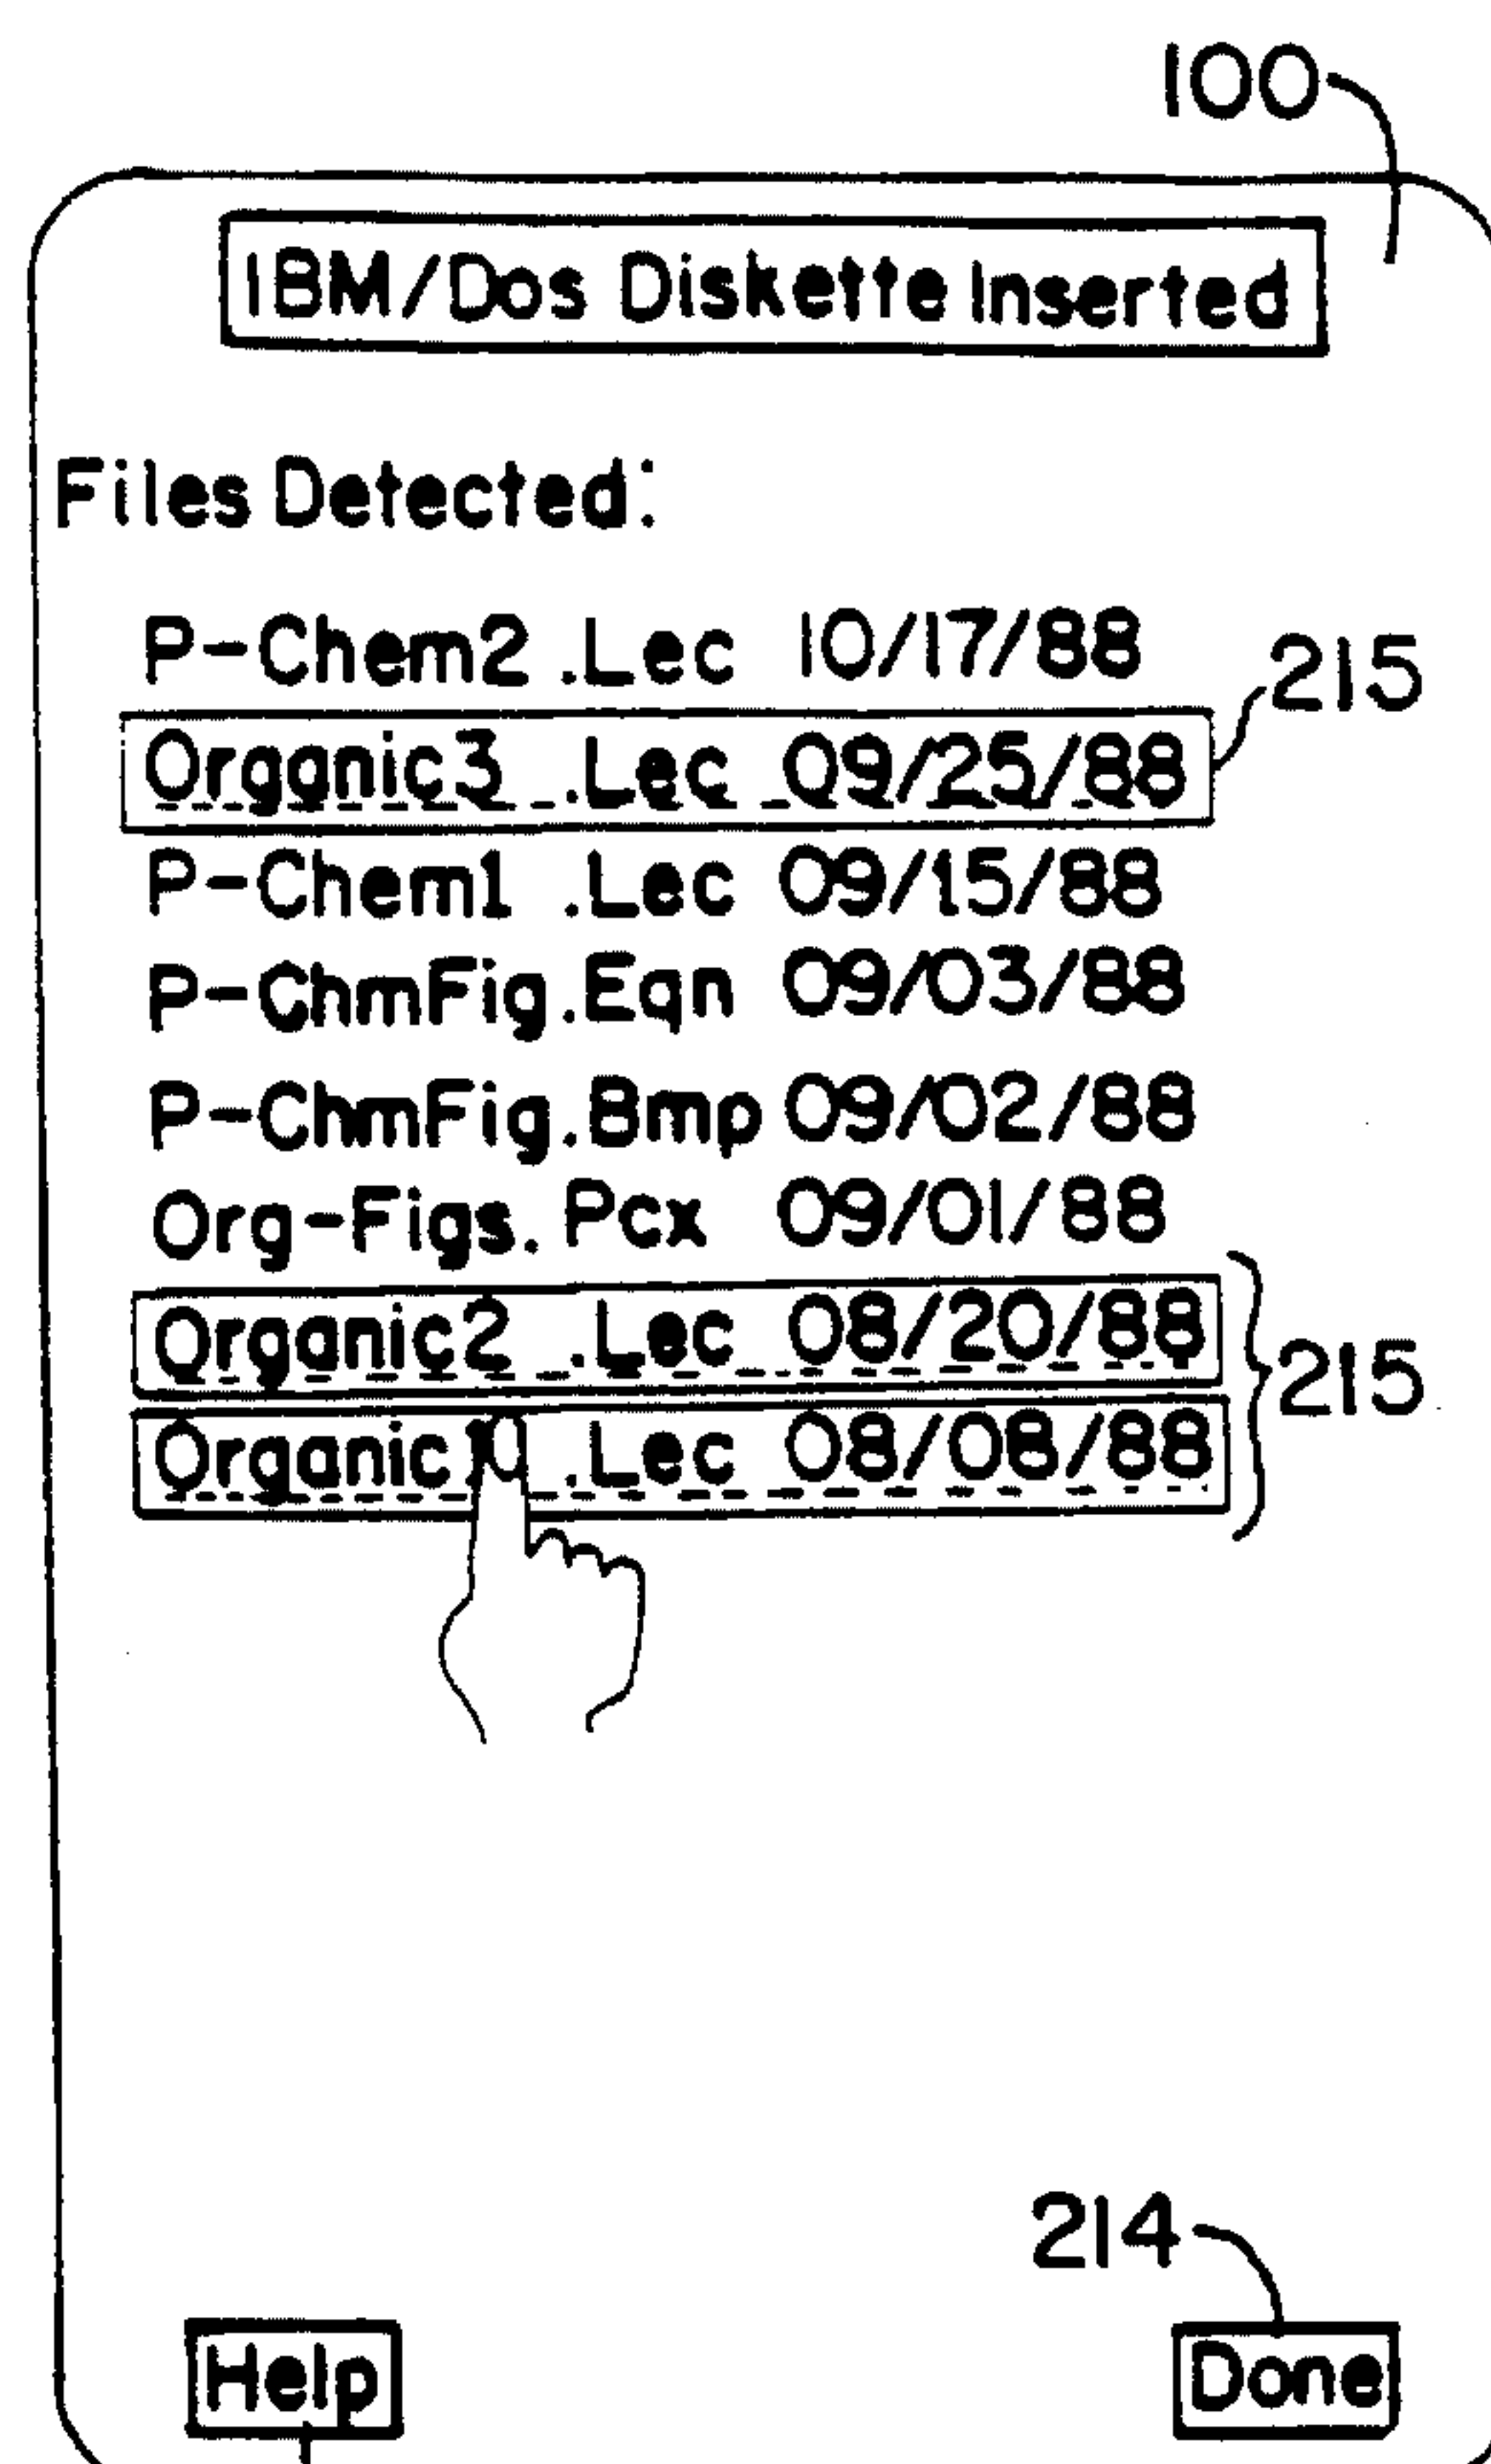 100
IBM/Dos Diskette Inserted
Files Detected:
P-Chem2 .Lec 10/17/88
215
Organic3 .Lec 09/25/88
P-Chem1 .Lec 09/15/88
P-ChmFig.Eqn 09/03/88
P-ChmFig.Bmp 09/02/88
Org-Figs.Pcx 09/01/88
Organic2 .Lec 08/20/88
215
.Lec 08/08/88
214
Help
Done